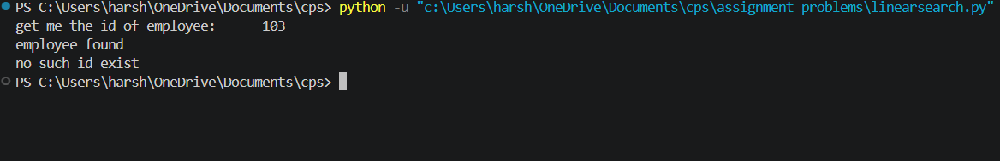 PS C:\Users\harsh\OneDrive\Documents\cps> python -u "c:\Users\harsh\OneDrive\Documents\cps\assignment problems\linearsearch.py"
get me the id of employee:      103
employee found
no such id exist
PS C:\Users\harsh\OneDrive\Documents\cps>